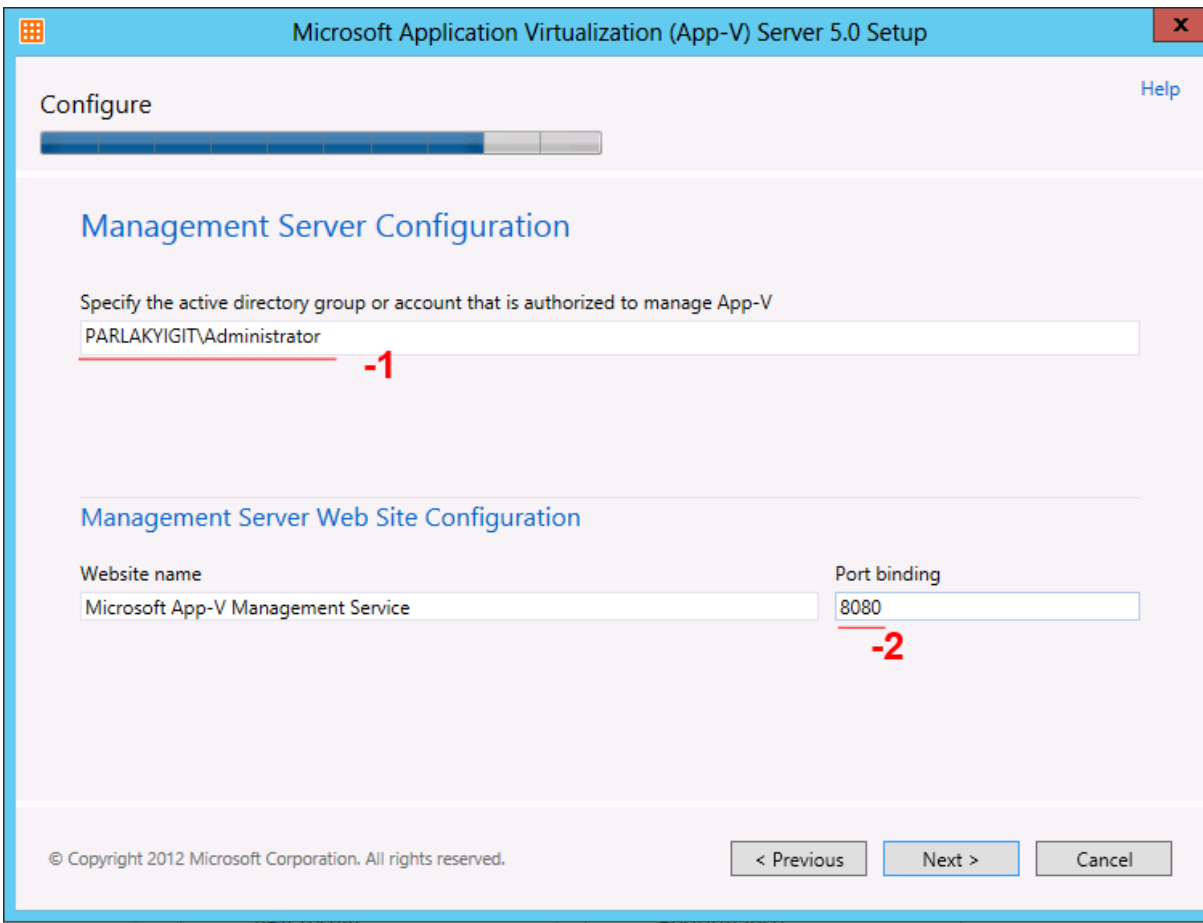 Microsoft Application Virtualization (App-V) Server 5.0 Setup
x
Help
Configure
Management Server Configuration
Specify the active directory group or account that is authorized to manage App-V
PARLAKYIGIT\Administrator
-1
Management Server Web Site Configuration
Website name Port binding
Microsoft App-V Management Service 8080
-2
© Copyright 2012 Microsoft Corporation. All rights reserved. < Previous Next > Cancel